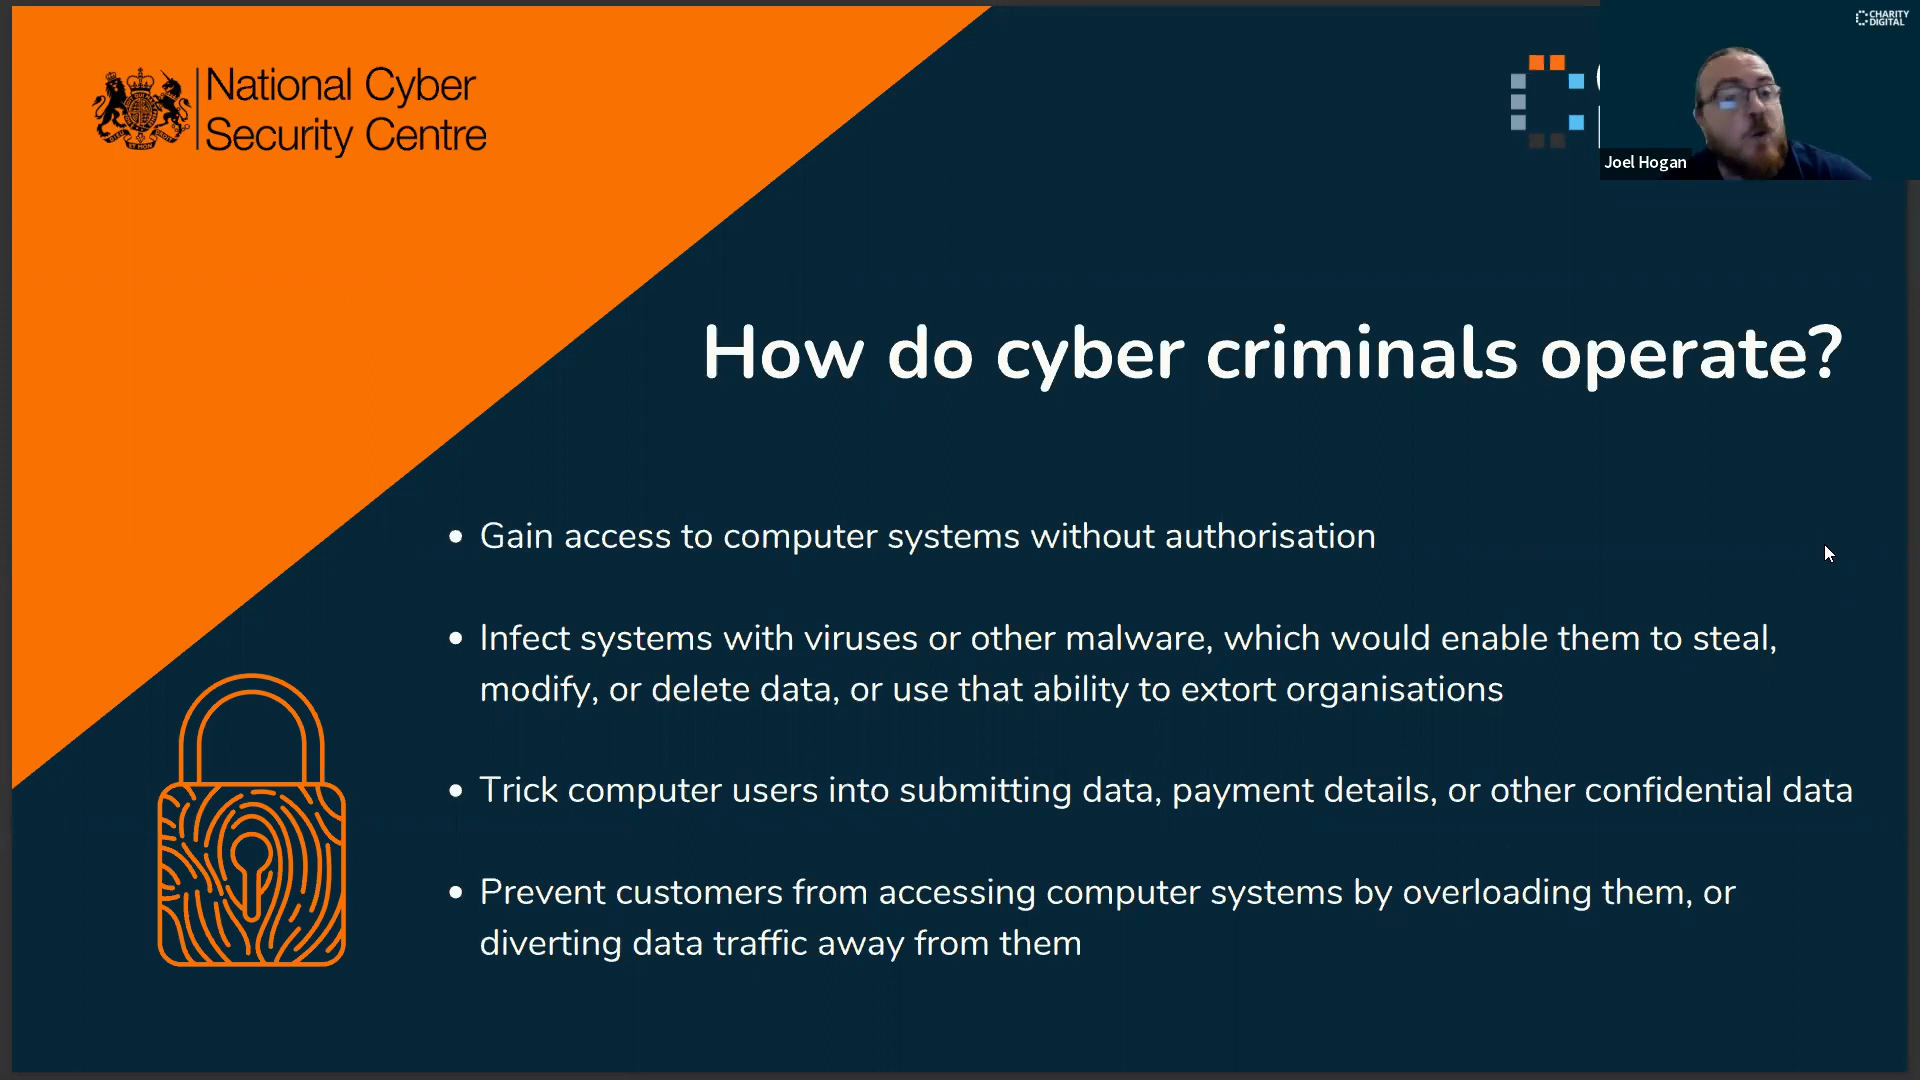 National Cyber
Security Centre
CHARITY
DIGITAL
Joel Hogan
How do cyber criminals operate?
• Gain access to computer systems without authorisation
• Infect systems with viruses or other malware, which would enable them to steal,
modify, or delete data, or use that ability to extort organisations
• Trick computer users into submitting data, payment details, or other confidential data
• Prevent customers from accessing computer systems by overloading them, or
diverting data traffic away from them